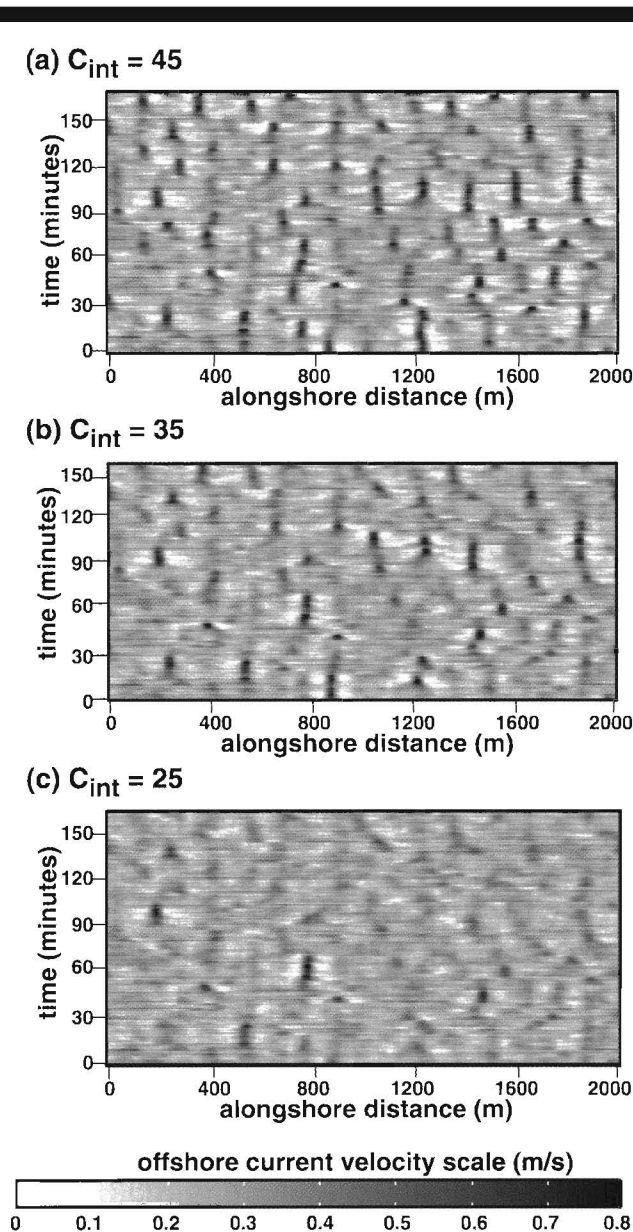 (a) C_int = 45
time (minutes)
150
120
90
60
30
0
0 400 800 1200 1600 2000
alongshore distance (m)
(b) C_int = 35
time (minutes)
150
120
90
60
30
0
0 400 800 1200 1600 2000
alongshore distance (m)
(c) C_int = 25
time (minutes)
150
120
90
60
30
0
0 400 800 1200 1600 2000
alongshore distance (m)
offshore current velocity scale (m/s)
0 0.1 0.2 0.3 0.4 0.5 0.6 0.7 0.8